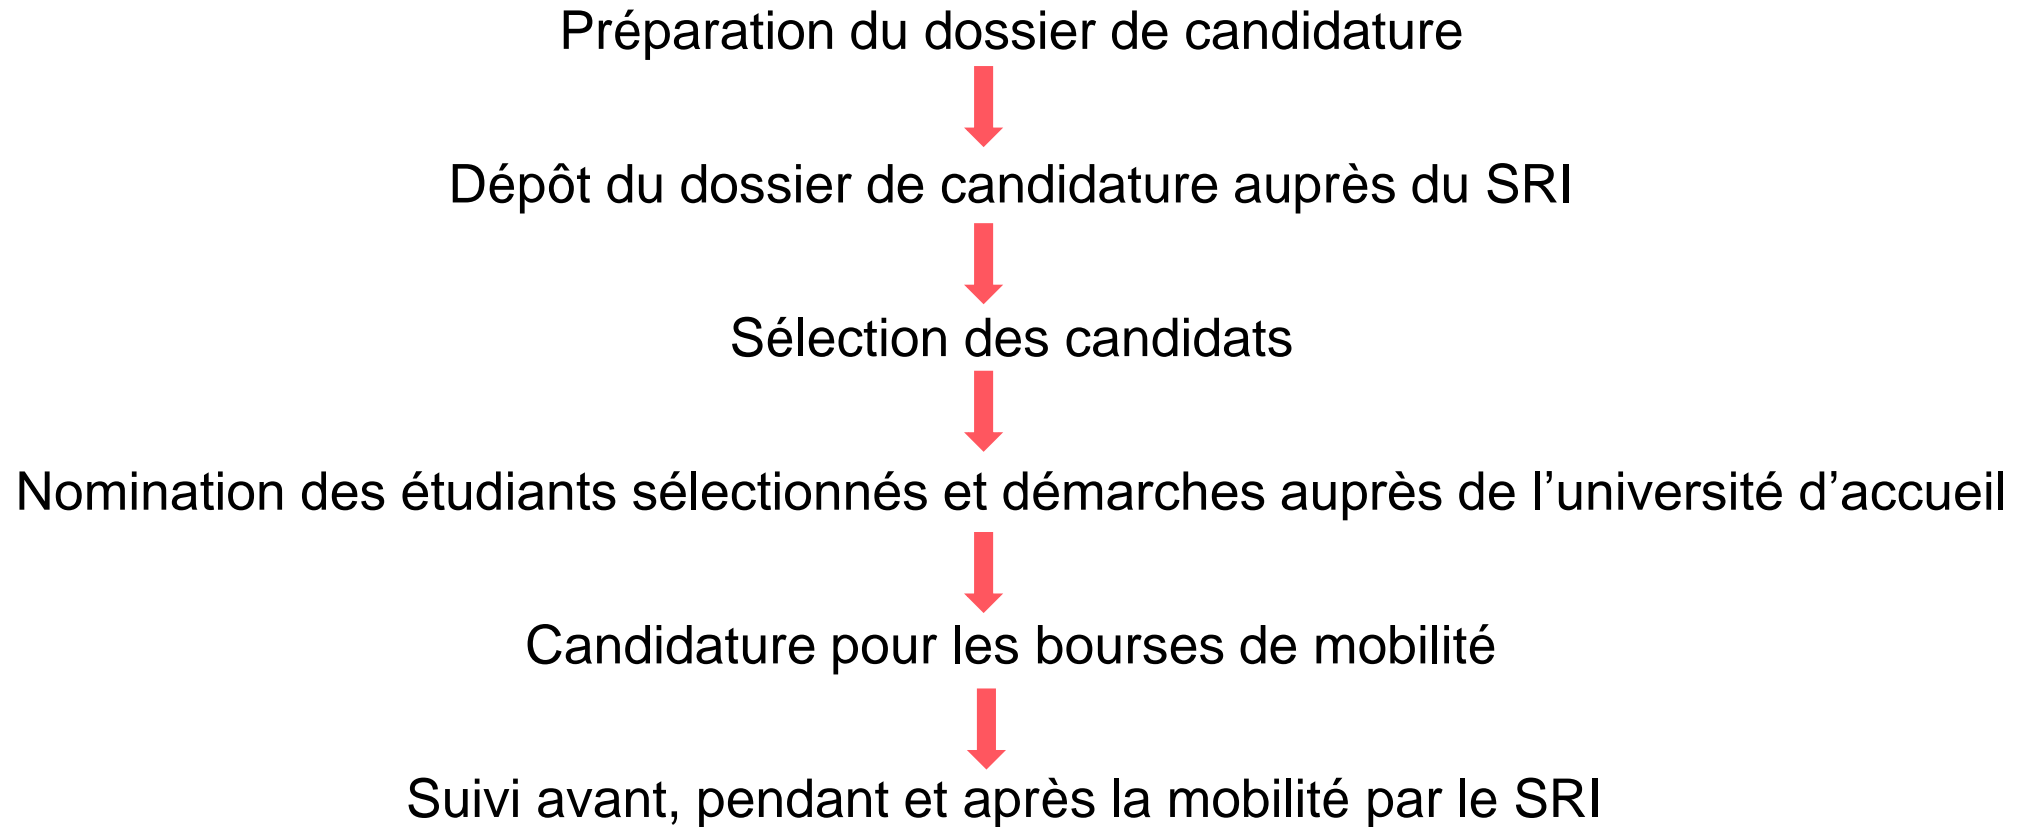 Préparation du dossier de candidature
Dépôt du dossier de candidature auprès du SRI
Sélection des candidats
Nomination des étudiants sélectionnés et démarches auprès de l’université d’accueil
Candidature pour les bourses de mobilité
Suivi avant, pendant et après la mobilité par le SRI